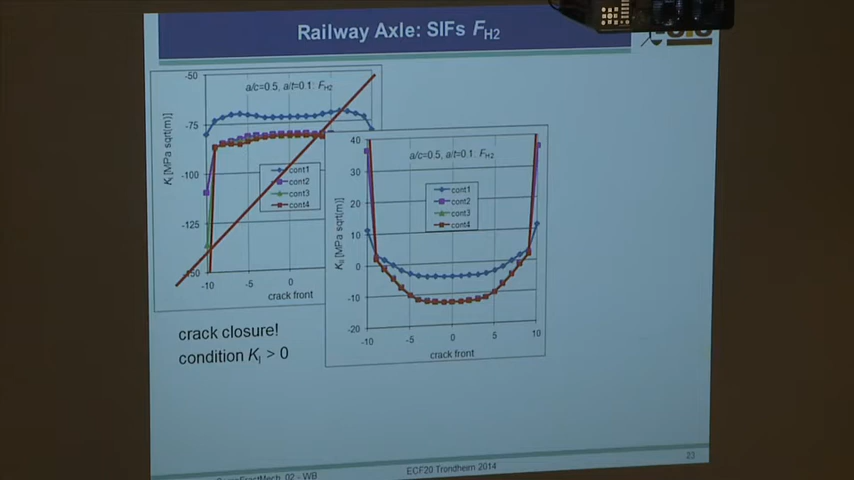 Railway Axle: SIFs FH2
a/c=0.5, a/t=0.1: FH2
-50
-75
-100
-125
KI [MPa sqrt(m)]
cont1
cont2
cont3
cont4
-10
-5
0
crack front
a/c=0.5, a/t=0.1: FH2
40
30
20
10
0
-10
-20
KII [MPa sqrt(m)]
cont1
cont2
cont3
cont4
-10
-5
0
5
10
crack front
crack closure!
condition KI > 0
02 - WB
ECF20 Trondheim 2014
23